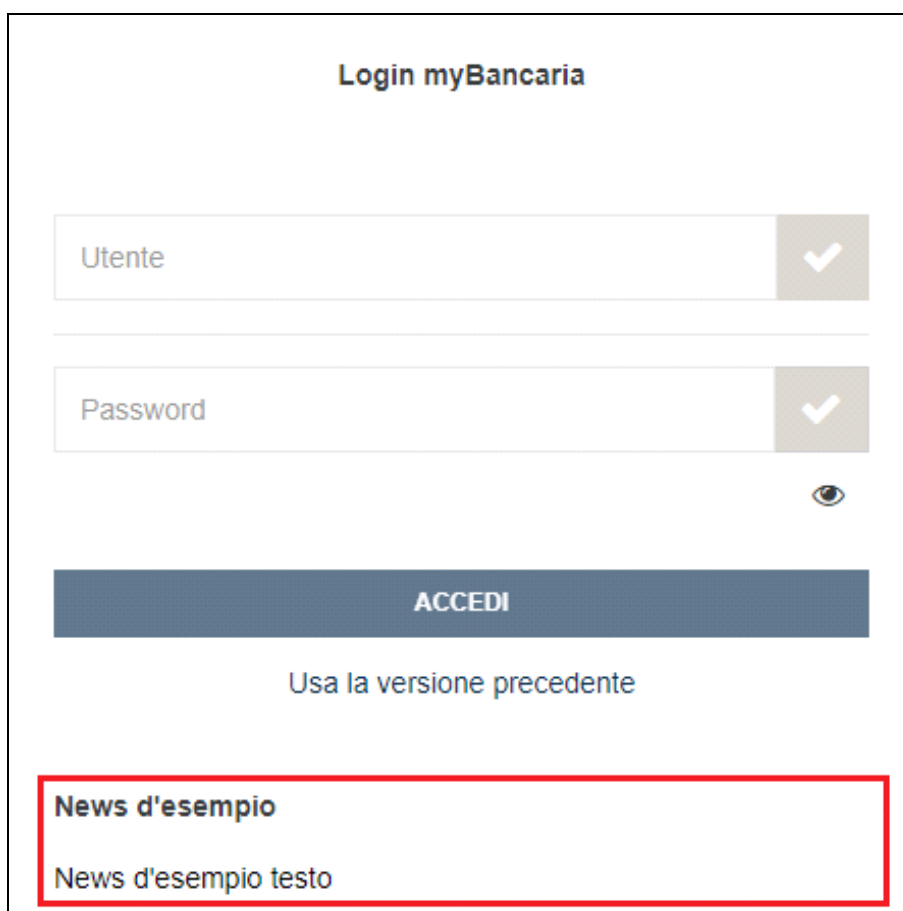 Login myBancaria
Utente
Password
ACCEDI
Usa la versione precedente
News d'esempio
News d'esempio testo